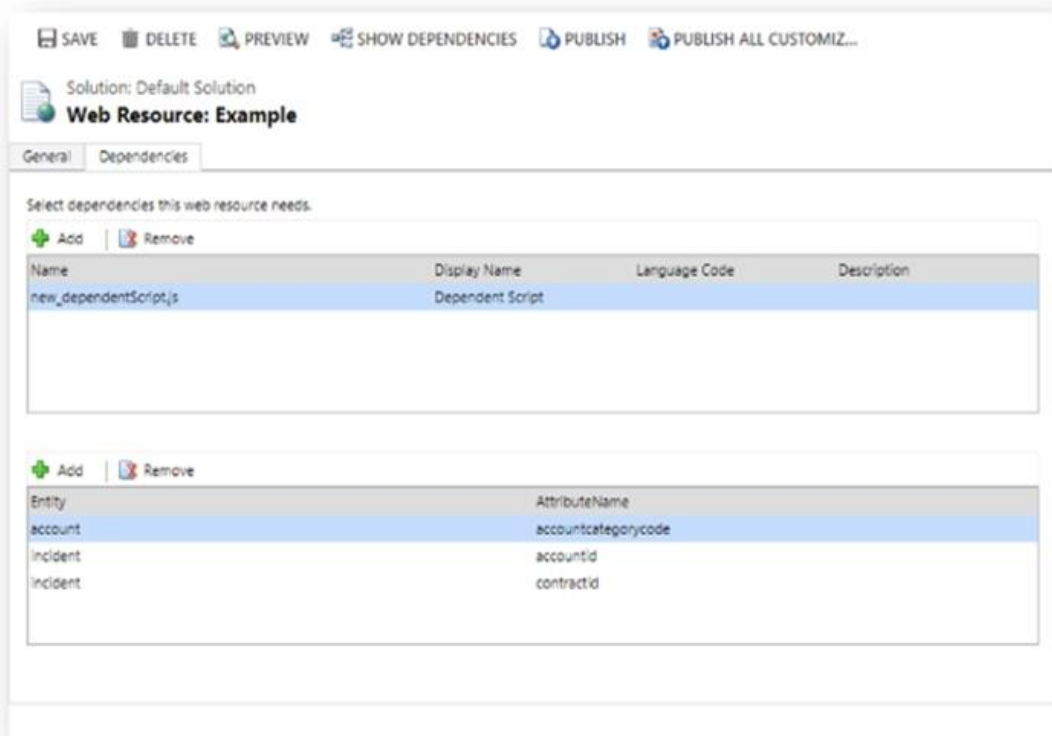 SAVE DELETE PREVIEW SHOW DEPENDENCIES PUBLISH PUBLISH ALL CUSTOMIZ...
Solution: Default Solution
Web Resource: Example
General Dependencies
Select dependencies this web resource needs.
Add Remove
Name Display Name Language Code Description
new_dependentScript.js Dependent Script
Add Remove
Entity AttributeName
account accountcategorycode
incident accountid
incident contractid